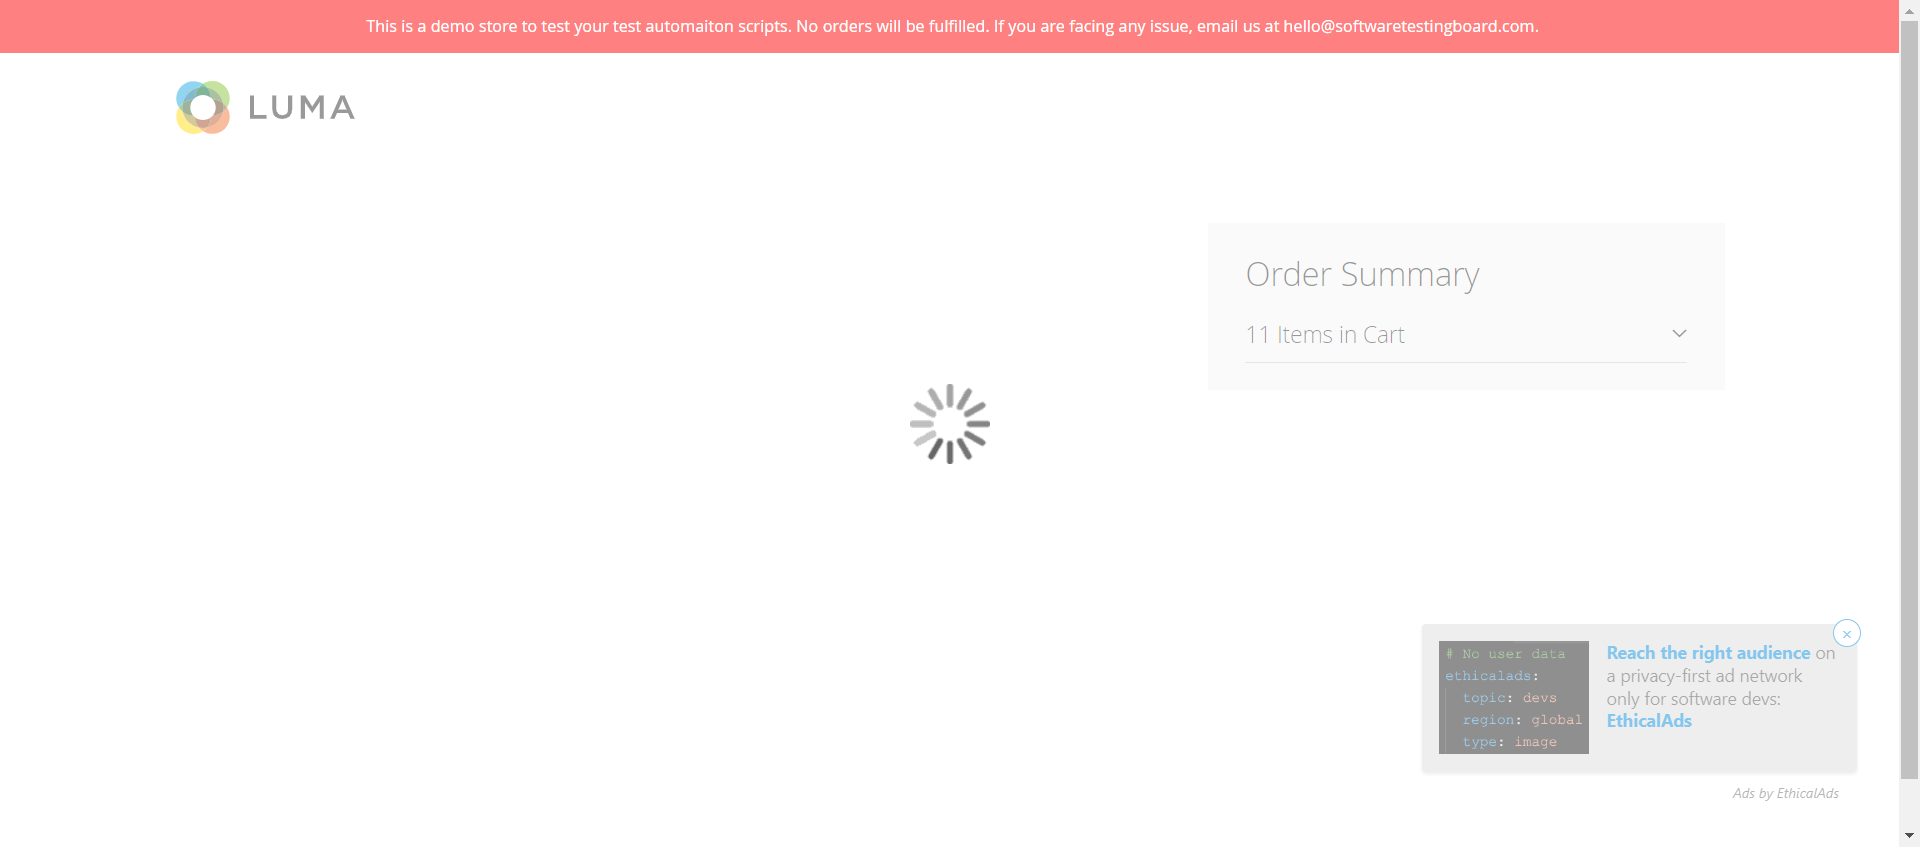 This is a demo store to test your test automaiton scripts. No orders will be fulfilled. If you are facing any issue, email us at hello@softwaretestingboard.com.
LUMA
Order Summary
11 Items in Cart
# No user data
ethicalads:
topic: devs
region: global
type: image
Reach the right audience on
a privacy-first ad network
only for software devs:
EthicalAds
Ads by EthicalAds